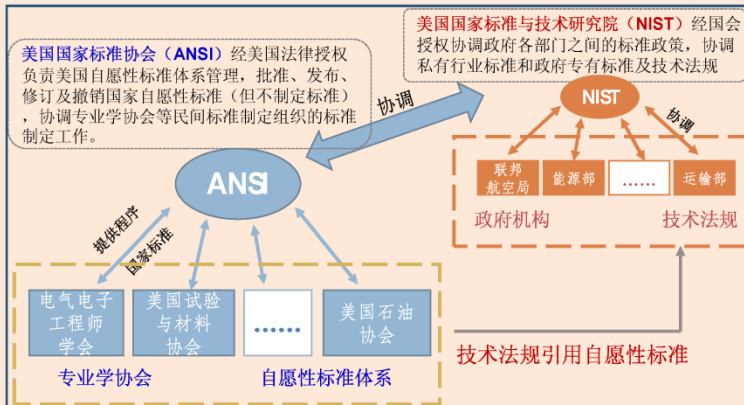 美国国家标准协会（ANSI）经美国法律授权
负责美国自愿性标准体系管理，批准、发布、
修订及撤销国家自愿性标准（但不制定标准）
，协调专业学协会等民间标准制定组织的标准
制定工作。
美国国家标准与技术研究院（NIST）经国会
授权协调政府各部门之间的标准政策，协调
私有行业标准和政府专有标准及技术法规
协调
NIST
协调
ANSI
联邦
航空局
能源部
……
运输部
政府机构
技术法规
提供程序
国家标准
电气电子
工程师
学会
美国试验
与材料
协会
……
美国石油
协会
专业学协会
自愿性标准体系
技术法规引用自愿性标准